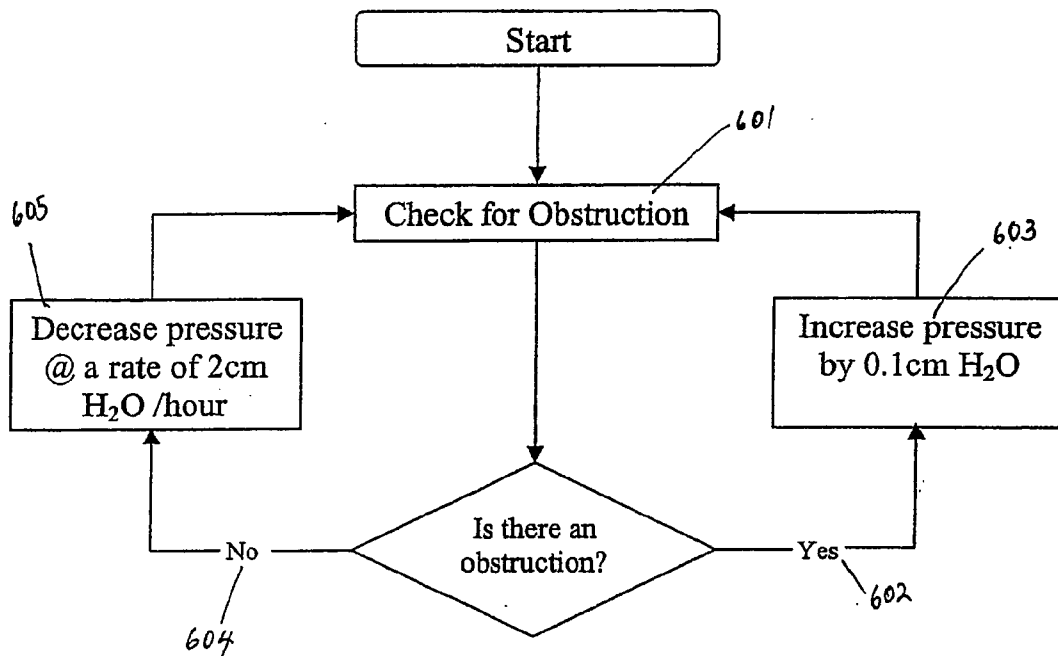 Start
601
Check for Obstruction
605
603
Decrease pressure
@ a rate of 2cm
H₂O /hour
Increase pressure
by 0.1cm H₂O
Is there an
obstruction?
No
Yes
604
602